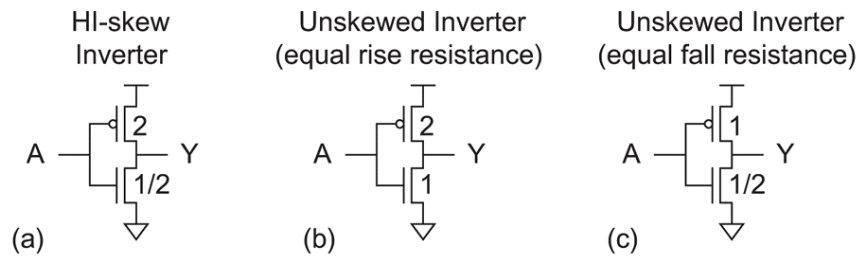 HI-skew
Inverter
Unskewed Inverter
(equal rise resistance)
Unskewed Inverter
(equal fall resistance)
A
2
1/2
Y
(a)
A
2
1
Y
(b)
A
1
1/2
Y
(c)